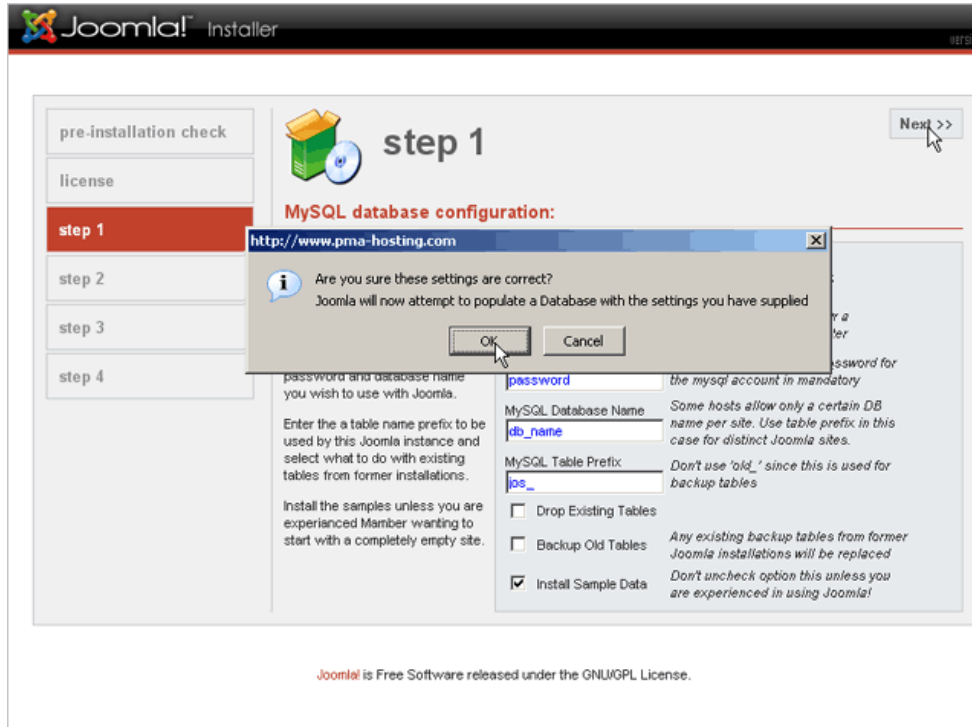 Joomla!™ Installer
versi
pre-installation check
license
step 1
step 2
step 3
step 4
step 1
Next >>
MySQL database configuration:
http://www.pma-hosting.com
Are you sure these settings are correct?
Joomla will now attempt to populate a Database with the settings you have supplied
OK
Cancel
password and database name
you wish to use with Joomla.
Enter the a table name prefix to be
used by this Joomla instance and
select what to do with existing
tables from former installations.
Install the samples unless you are
experianced Mamber wanting to
start with a completely empty site.
r a
ter
password
ssword for
the mysql account in mandatory
MySQL Database Name
db_name
Some hosts allow only a certain DB
name per site. Use table prefix in this
case for distinct Joomla sites.
MySQL Table Prefix
jos_
Don't use 'old_' since this is used for
backup tables
Drop Existing Tables
Backup Old Tables
Any existing backup tables from former
Joomla installations will be replaced
Install Sample Data
Don't uncheck option this unless you
are experienced in using Joomla!
Joomla! is Free Software released under the GNU/GPL License.